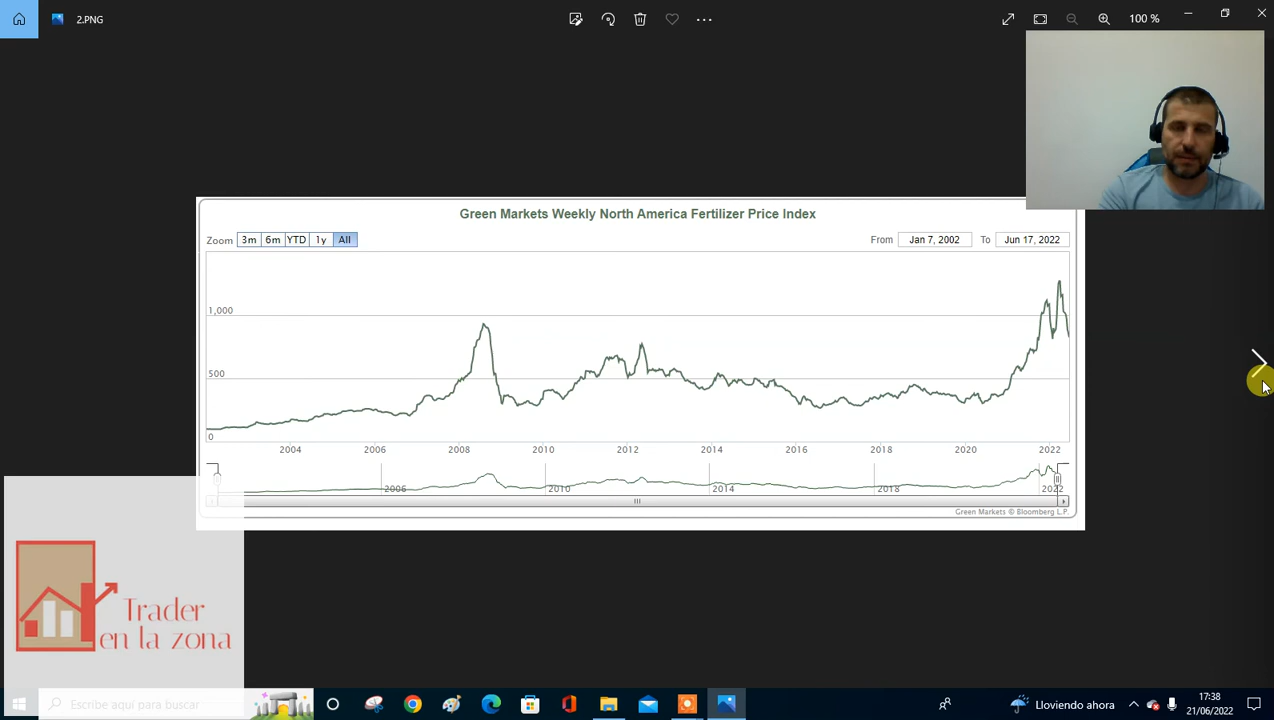 2.PNG
100 %
Green Markets Weekly North America Fertilizer Price Index
Zoom 3m 6m YTD 1y All
From Jan 7, 2002 To Jun 17, 2022
1,000
500
0
2004 2006 2008 2010 2012 2014 2016 2018 2020 2022
2006 2010 2014 2018 2022
Green Markets © Bloomberg L.P.
Trader
en la zona
Escribe aquí para buscar
Lloviendo ahora
17:38
21/06/2022